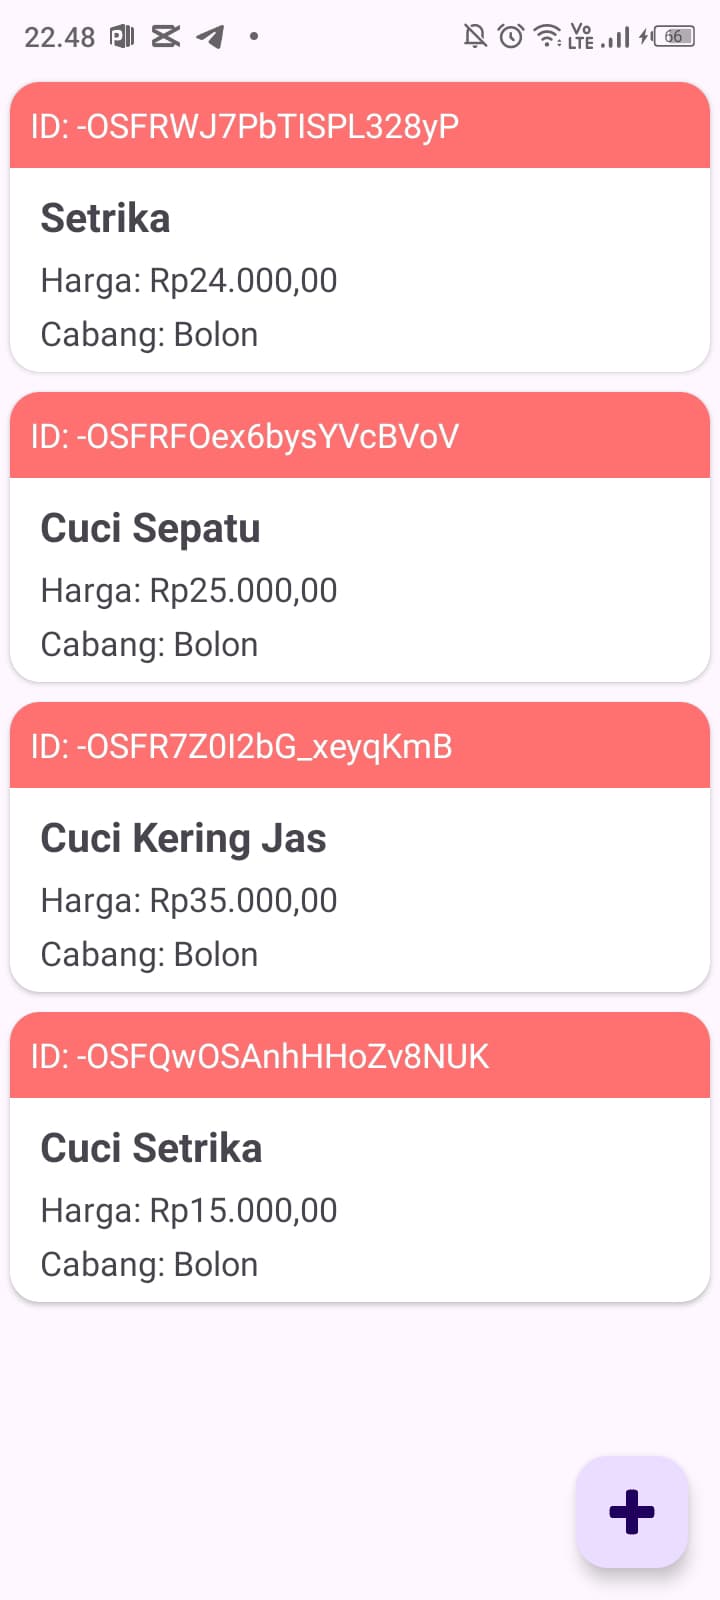 22.48
Vo
LTE
66
ID: -OSFRWJ7PbTISPL328yP
Setrika
Harga: Rp24.000,00
Cabang: Bolon
ID: -OSFRFOex6bysYVcBVoV
Cuci Sepatu
Harga: Rp25.000,00
Cabang: Bolon
ID: -OSFR7Z0I2bG_xeyqKmB
Cuci Kering Jas
Harga: Rp35.000,00
Cabang: Bolon
ID: -OSFQwOSAnhHHoZv8NUK
Cuci Setrika
Harga: Rp15.000,00
Cabang: Bolon